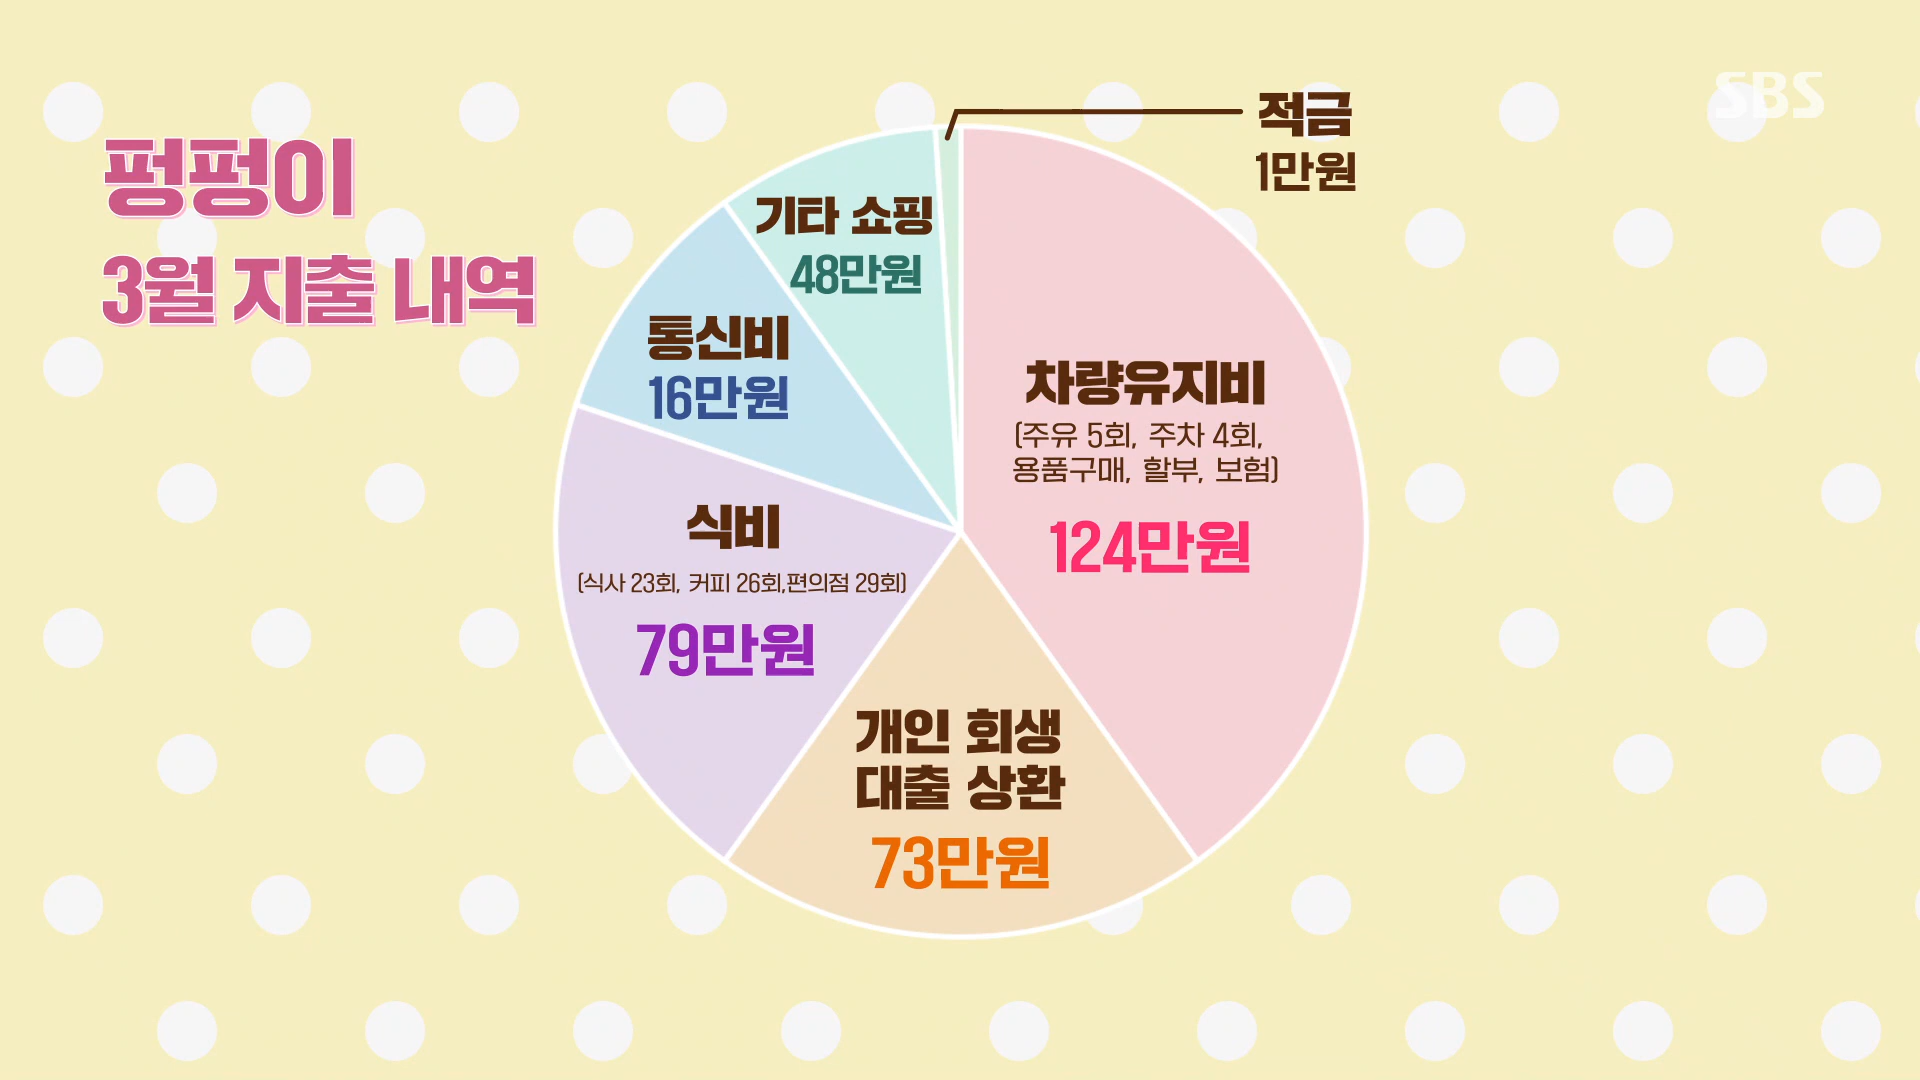 펑펑이
3월 지출 내역
SBS
적금
1만원
기타 쇼핑
48만원
통신비
16만원
차량유지비
(주유 5회, 주차 4회,
용품구매, 할부, 보험)
124만원
식비
(식사 23회, 커피 26회,편의점 29회)
79만원
개인 회생
대출 상환
73만원